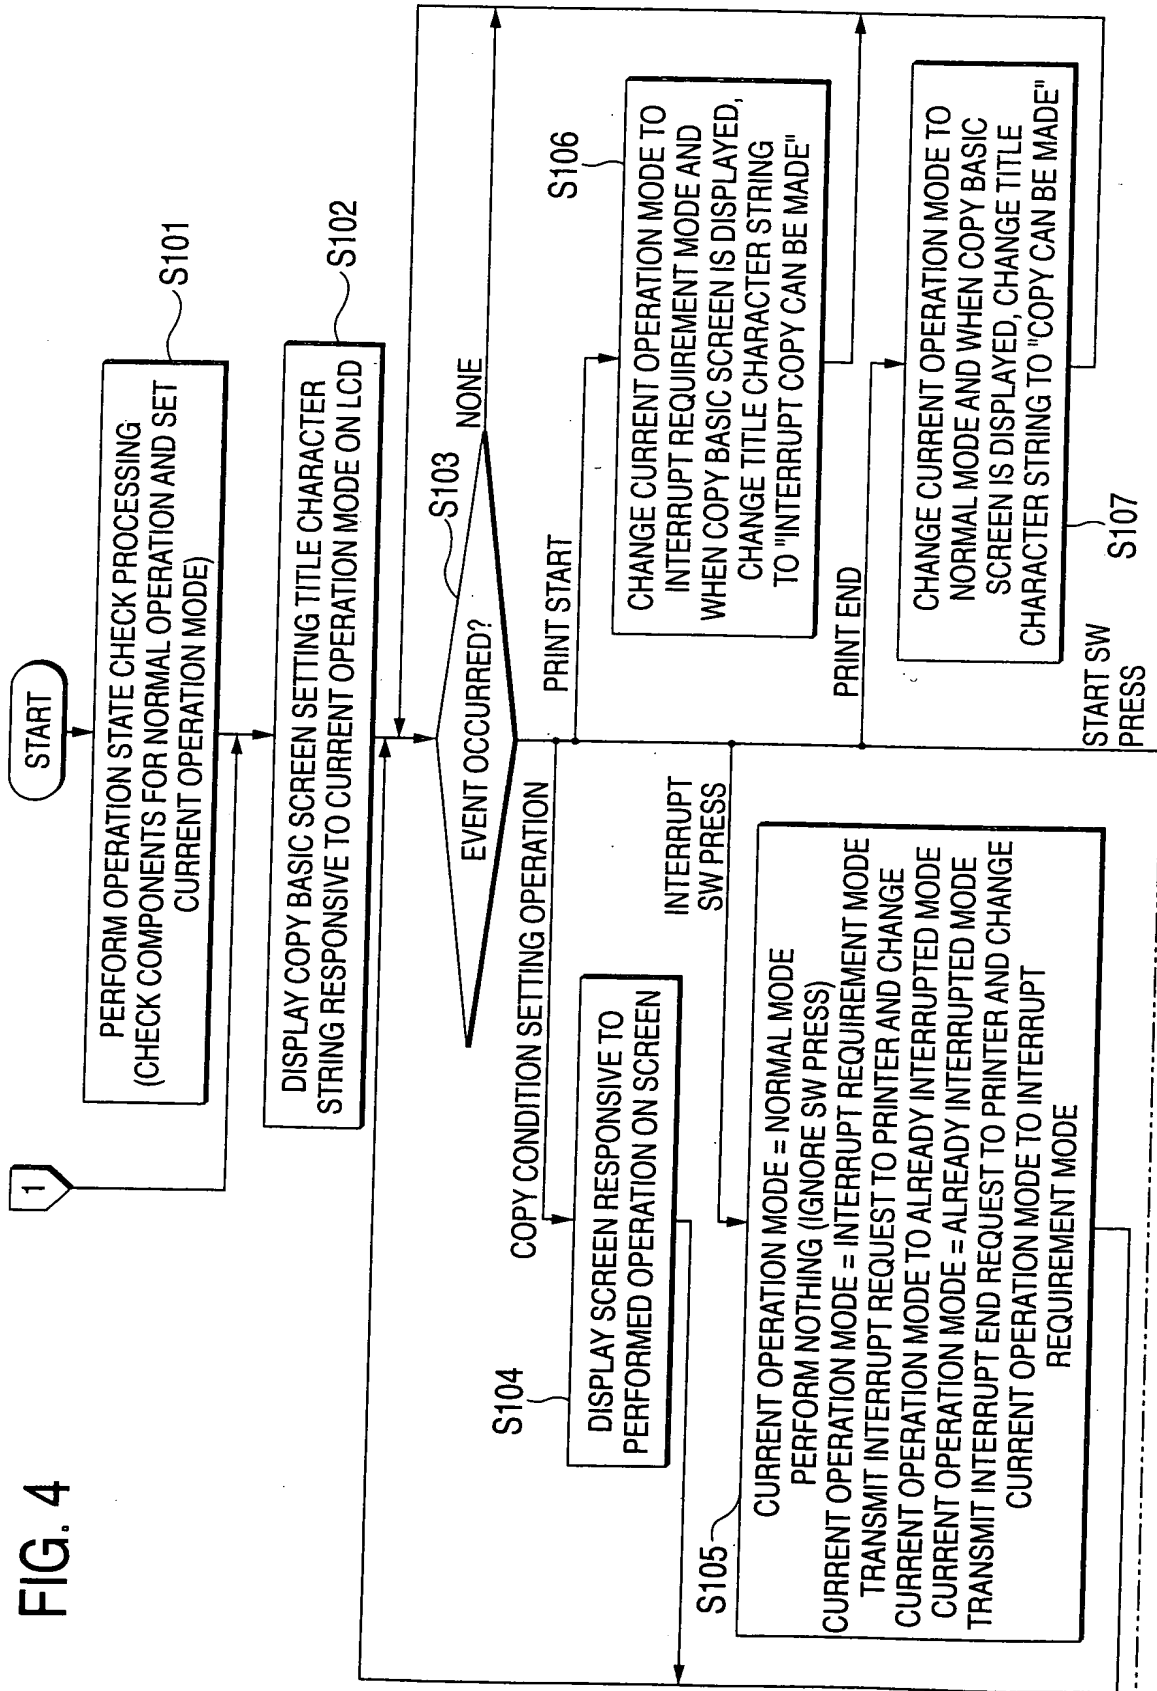 FIG. 4
START
1
PERFORM OPERATION STATE CHECK PROCESSING
(CHECK COMPONENTS FOR NORMAL OPERATION AND SET
CURRENT OPERATION MODE)
S101
DISPLAY COPY BASIC SCREEN SETTING TITLE CHARACTER
STRING RESPONSIVE TO CURRENT OPERATION MODE ON LCD
S102
EVENT OCCURRED?
S103
NONE
COPY CONDITION SETTING OPERATION
PRINT START
S104
DISPLAY SCREEN RESPONSIVE TO
PERFORMED OPERATION ON SCREEN
S106
CHANGE CURRENT OPERATION MODE TO
INTERRUPT REQUIREMENT MODE AND
WHEN COPY BASIC SCREEN IS DISPLAYED,
CHANGE TITLE CHARACTER STRING
TO "INTERRUPT COPY CAN BE MADE"
INTERRUPT
SW PRESS
S105
CURRENT OPERATION MODE = NORMAL MODE
PERFORM NOTHING (IGNORE SW PRESS)
CURRENT OPERATION MODE = INTERRUPT REQUIREMENT MODE
TRANSMIT INTERRUPT REQUEST TO PRINTER AND CHANGE
CURRENT OPERATION MODE TO ALREADY INTERRUPTED MODE
CURRENT OPERATION MODE = ALREADY INTERRUPTED MODE
TRANSMIT INTERRUPT END REQUEST TO PRINTER AND CHANGE
CURRENT OPERATION MODE TO INTERRUPT
REQUIREMENT MODE
PRINT END
CHANGE CURRENT OPERATION MODE TO
NORMAL MODE AND WHEN COPY BASIC
SCREEN IS DISPLAYED, CHANGE TITLE
CHARACTER STRING TO "COPY CAN BE MADE"
S107
START SW
PRESS